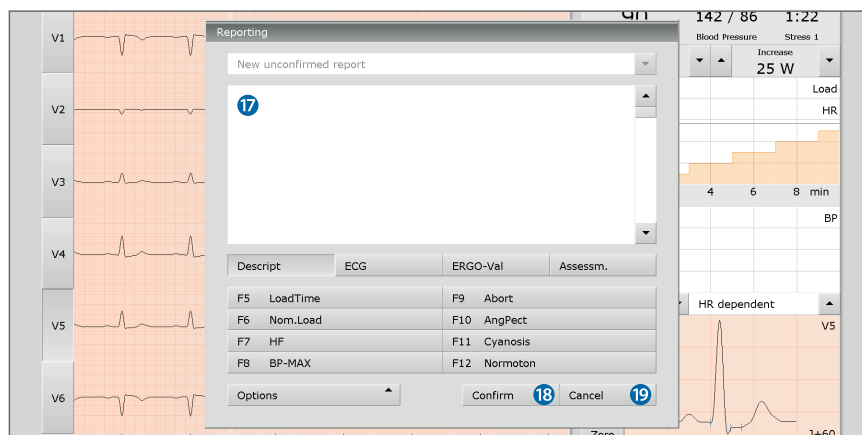 142 / 86 1:22
Blood Pressure Stress 1
Increase
25 W
Load
HR
4 6 8 min
BP
HR dependent
V5
J+60
V1
V2
V3
V4
V5
V6
Reporting
New unconfirmed report
17
Descript ECG ERGO-Val Assessm.
F5 LoadTime F9 Abort
F6 Nom.Load F10 AngPect
F7 HF F11 Cyanosis
F8 BP-MAX F12 Normoton
Options Confirm 18 Cancel 19
Zero